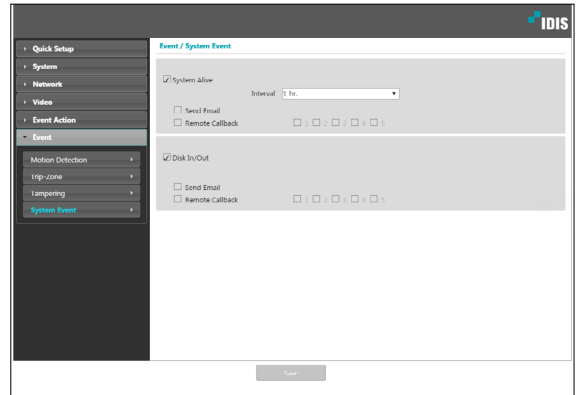 IDIS
Quick Setup
System
Network
Video
Event Action
Event
Motion Detection
Trip-Zone
Tampering
System Event
Event / System Event
System Alive
Interval 1 hr.
Send Email
Remote Callback 1 2 3 4 5
Disk In/Out
Send Email
Remote Callback 1 2 3 4 5
Save